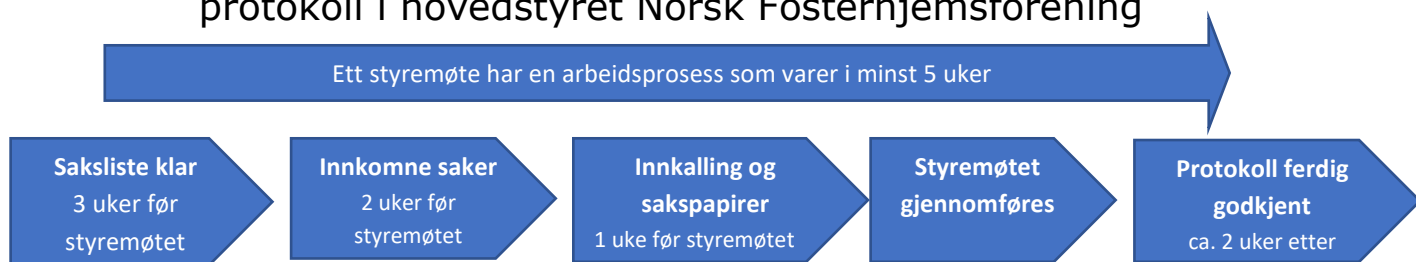 protokoll i hovedstyret Norsk Fosterhjemsforening
Ett styremøte har en arbeidsprosess som varer i minst 5 uker
Saksliste klar
3 uker før
styremøtet
Innkomne saker
2 uker før
styremøtet
Innkalling og
sakspapirer
1 uke før styremøtet
Styremøtet
gjennomføres
Protokoll ferdig
godkjent
ca. 2 uker etter